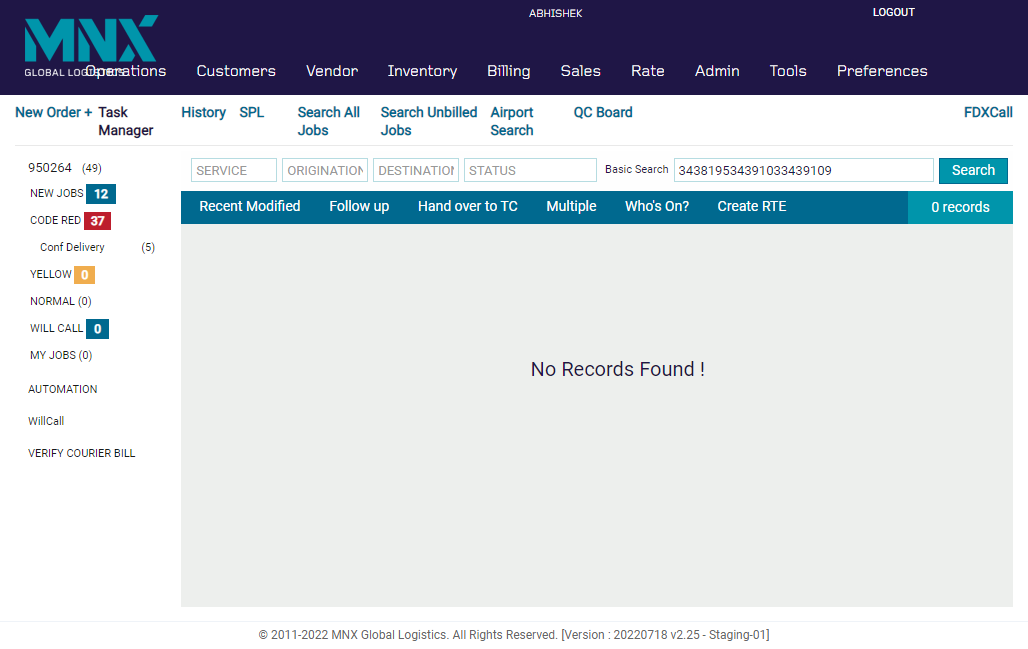 ABHISHEK
LOGOUT
MNX
GLOBAL LOGISTICS
Operations Customers Vendor Inventory Billing Sales Rate Admin Tools Preferences
New Order + Task Manager History SPL Search All Jobs Search Unbilled Jobs Airport Search QC Board FDXCall
950264 (49)
NEW JOBS 12
CODE RED 37
Conf Delivery (5)
YELLOW 0
NORMAL (0)
WILL CALL 0
MY JOBS (0)
AUTOMATION
WillCall
VERIFY COURIER BILL
SERVICE ORIGINATION DESTINATION STATUS Basic Search 343819534391033439109 Search
Recent Modified Follow up Hand over to TC Multiple Who's On? Create RTE 0 records
No Records Found !
© 2011-2022 MNX Global Logistics. All Rights Reserved. [Version : 20220718 v2.25 - Staging-01]